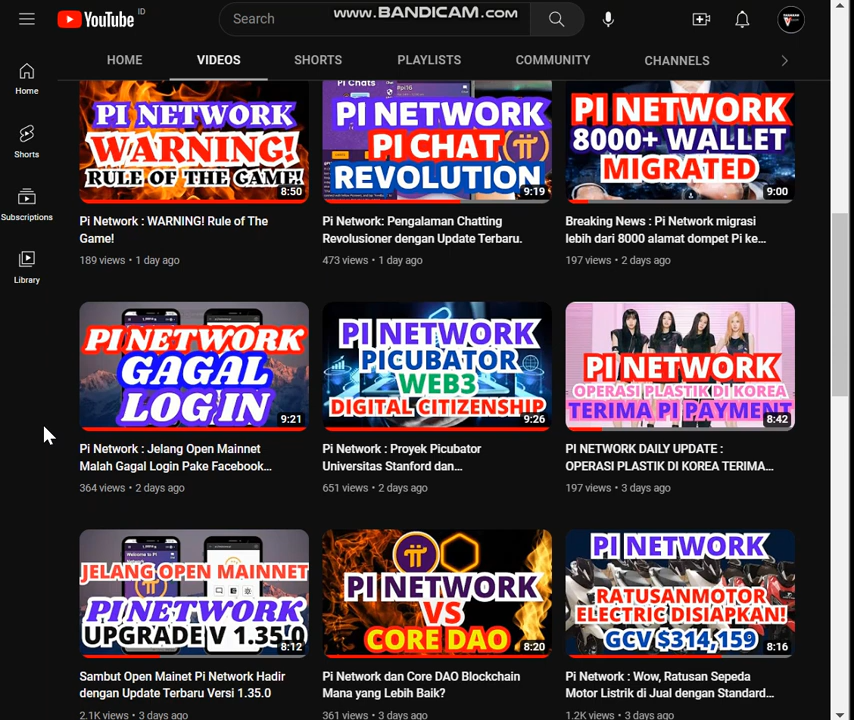 YouTube ID
Search
www.BANDICAM.com
HOME
VIDEOS
SHORTS
PLAYLISTS
COMMUNITY
CHANNELS
Home
Shorts
Subscriptions
Library
PI NETWORK
WARNING!
RULE OF THE GAME!
8:50
Pi Network : WARNING! Rule of The
Game!
189 views • 1 day ago
Pi Chats
#pi16
PI NETWORK
PI CHAT
REVOLUTION
9:19
Pi Network: Pengalaman Chatting
Revolusioner dengan Update Terbaru.
473 views • 1 day ago
PI NETWORK
8000+ WALLET
MIGRATED
9:00
Breaking News : Pi Network migrasi
lebih dari 8000 alamat dompet Pi ke...
197 views • 2 days ago
PI NETWORK
GAGAL
LOGIN
9:21
Pi Network : Jelang Open Mainnet
Malah Gagal Login Pake Facebook...
364 views • 2 days ago
PI NETWORK
PICUBATOR
WEB3
DIGITAL CITIZENSHIP
9:26
Pi Network : Proyek Picubator
Universitas Stanford dan...
651 views • 2 days ago
PI NETWORK
OPERASI PLASTIK DI KOREA
TERIMA PI PAYMENT
8:42
PI NETWORK DAILY UPDATE :
OPERASI PLASTIK DI KOREA TERIMA...
197 views • 3 days ago
Welcome to Pi
JELANG OPEN MAINNET
PI NETWORK
UPGRADE V 1.35.0
8:12
Sambut Open Mainet Pi Network Hadir
dengan Update Terbaru Versi 1.35.0
2.1K views • 3 days ago
PI NETWORK
VS
CORE DAO
8:20
Pi Network dan Core DAO Blockchain
Mana yang Lebih Baik?
361 views • 3 days ago
PI NETWORK
RATUSANMOTOR
ELECTRIC DISIAPKAN!
GCV $314,159
8:16
Pi Network : Wow, Ratusan Sepeda
Motor Listrik di Jual dengan Standard...
1.2K views • 3 days ago